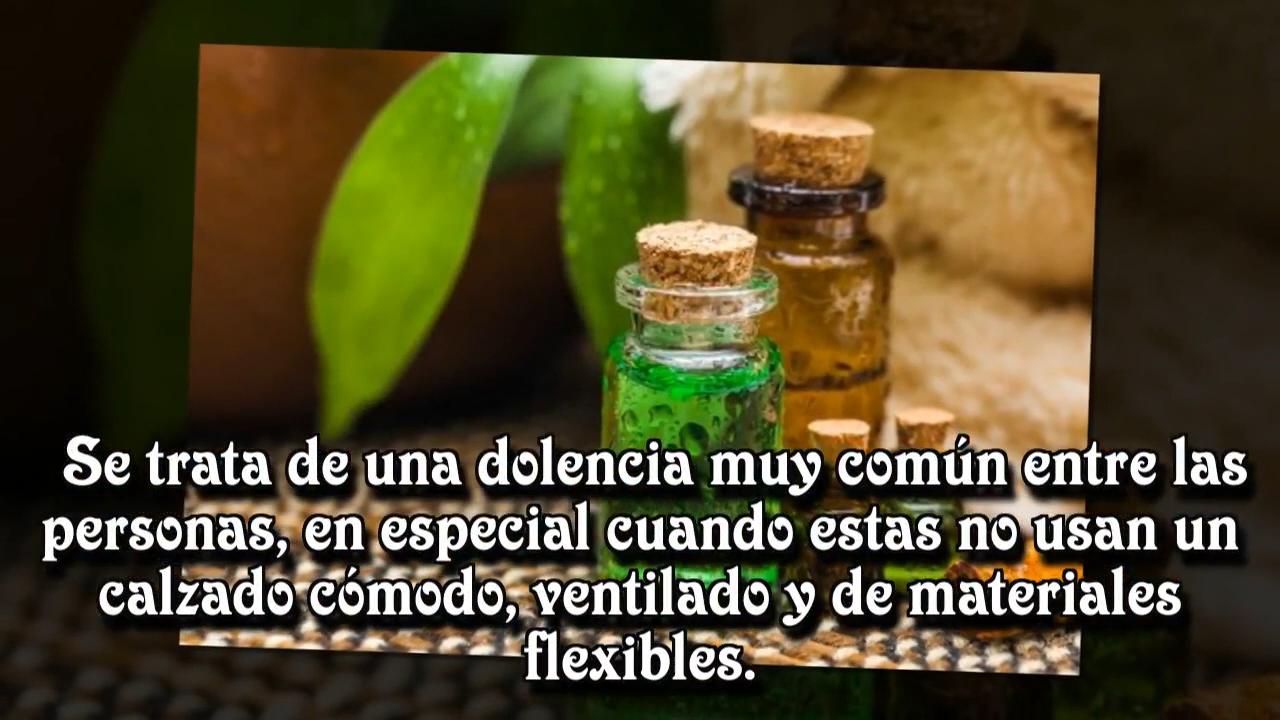 Se trata de una dolencia muy común entre las
personas, en especial cuando estas no usan un
calzado cómodo, ventilado y de materiales
flexibles.